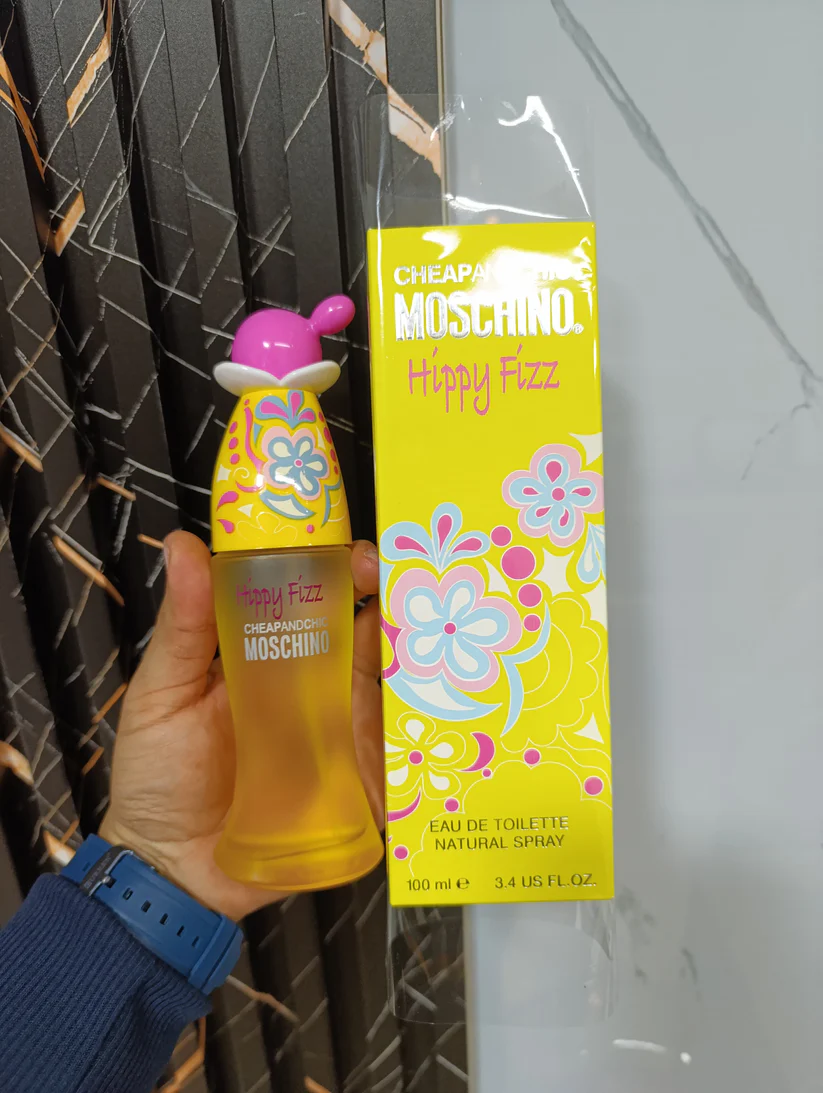 Hippy Fizz
CHEAPANDCHIC
MOSCHINO
MOSCHINO®
Hippy Fizz
EAU DE TOILETTE
NATURAL SPRAY
100 ml ℮ 3.4 US FL.OZ.